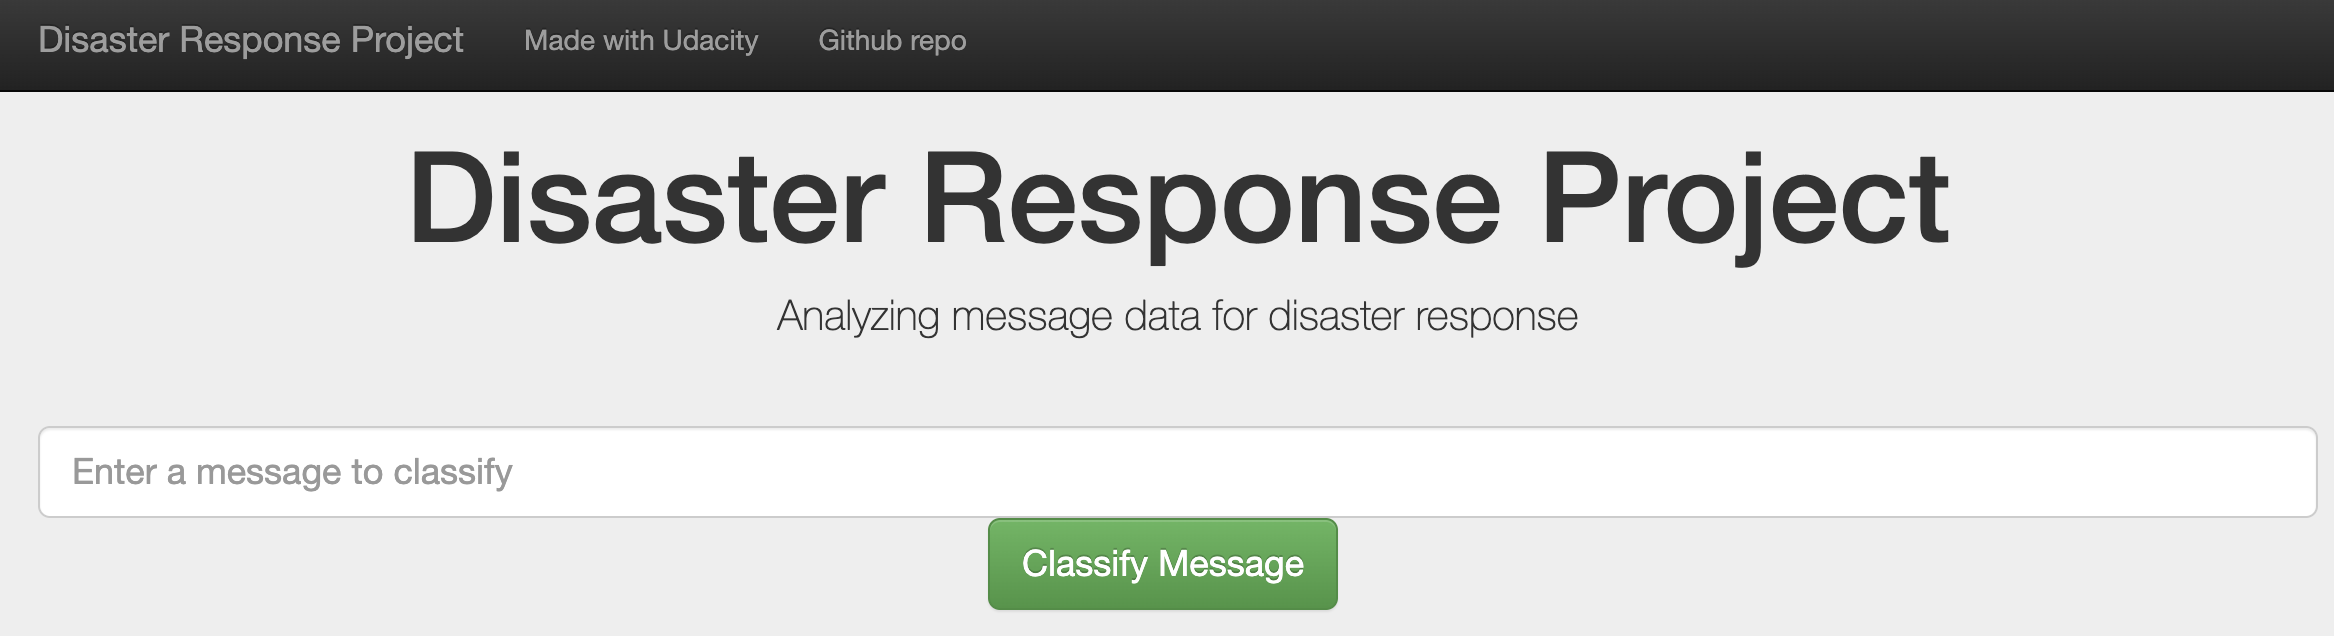 Disaster Response Project Made with Udacity Github repo
Disaster Response Project
Analyzing message data for disaster response
Enter a message to classify
Classify Message